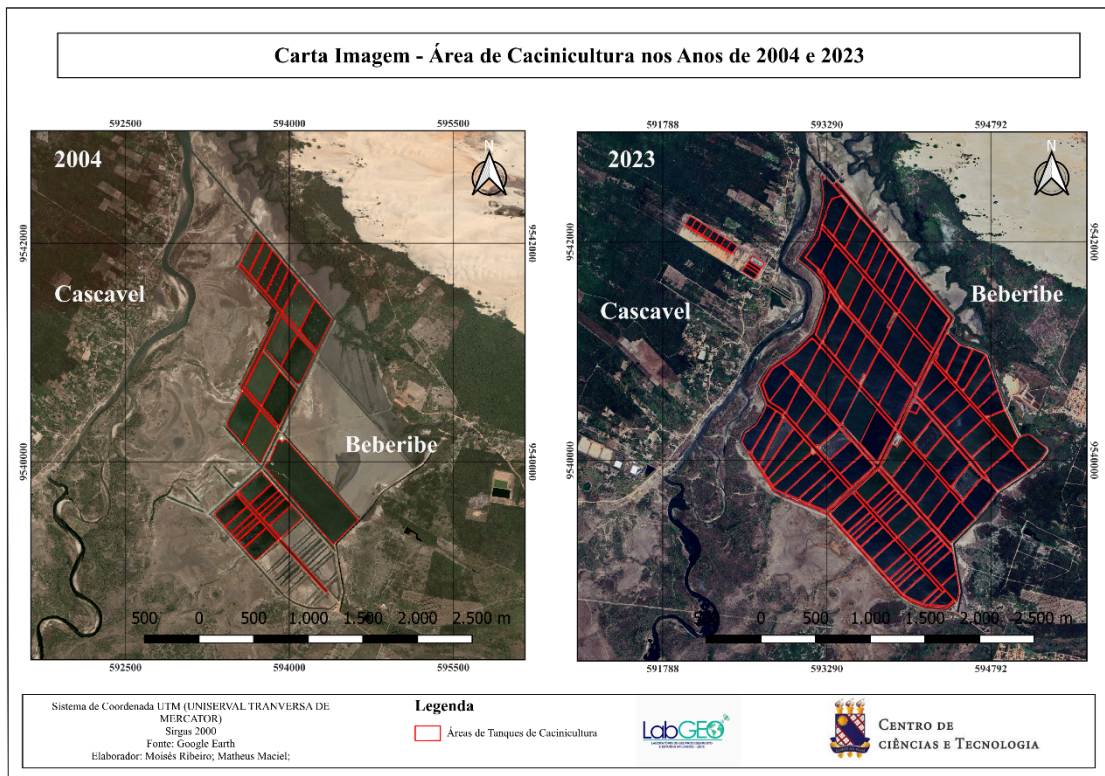 Carta Imagem - Área de Cacinicultura nos Anos de 2004 e 2023
592500 594000 595500
2004
N
9542000
Cascavel
Beberibe
9540000
500 0 500 1.000 1.500 2.000 2.500 m
592500 594000 595500
591788 593290 594792
2023
N
9542000 9542000
Cascavel
Beberibe
9540000 9540000
500 0 500 1.000 1.500 2.000 2.500 m
591788 593290 594792
Sistema de Coordenada UTM (UNISERVAL TRANVERSA DE
MERCATOR)
Sirgas 2000
Fonte: Google Earth
Elaborador: Moisés Ribeiro; Matheus Maciel;
Legenda
Áreas de Tanques de Cacinicultura
LabGEO
CENTRO DE
CIÊNCIAS E TECNOLOGIA